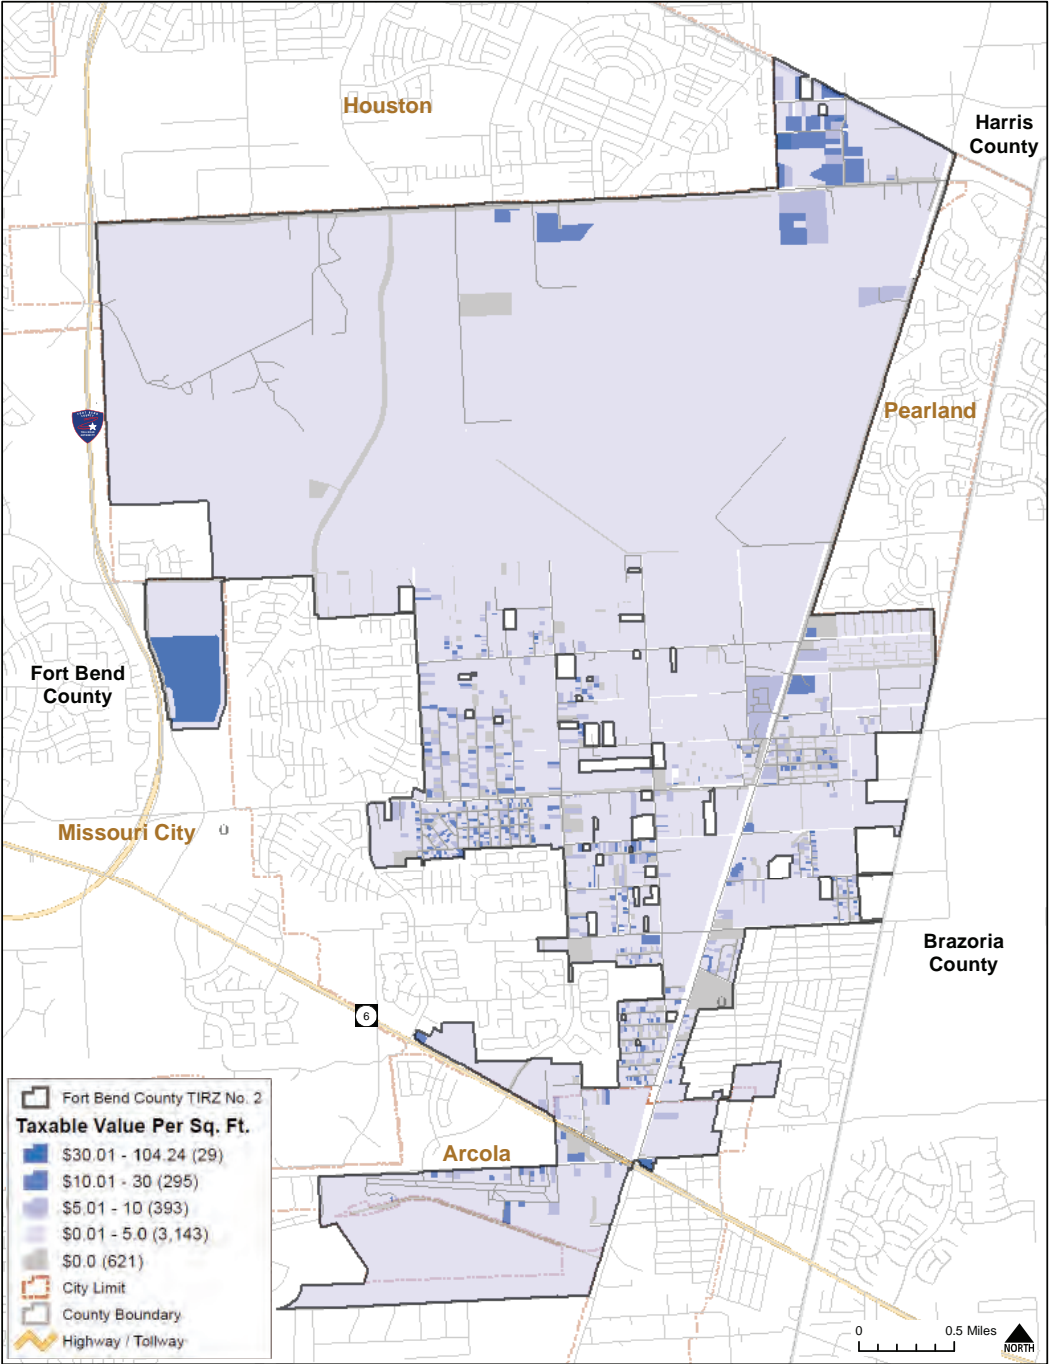 Houston
Harris
County
Pearland
Fort Bend
County
Missouri City
Brazoria
County
6
Arcola
Fort Bend County TIRZ No. 2
Taxable Value Per Sq. Ft.
$30.01 - 104.24 (29)
$10.01 - 30 (295)
$5.01 - 10 (393)
$0.01 - 5.0 (3,143)
$0.0 (621)
City Limit
County Boundary
Highway / Tollway
0 0.5 Miles
NORTH